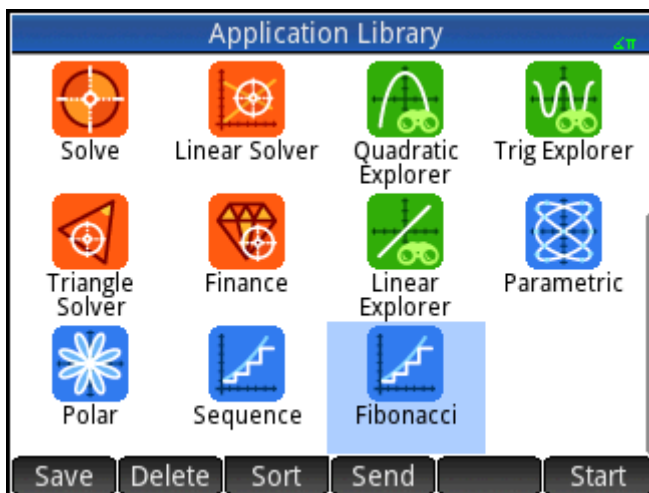 Application Library
∡π
Solve
Linear Solver
Quadratic
Explorer
Trig Explorer
Triangle
Solver
Finance
Linear
Explorer
Parametric
Polar
Sequence
Fibonacci
Save
Delete
Sort
Send
Start